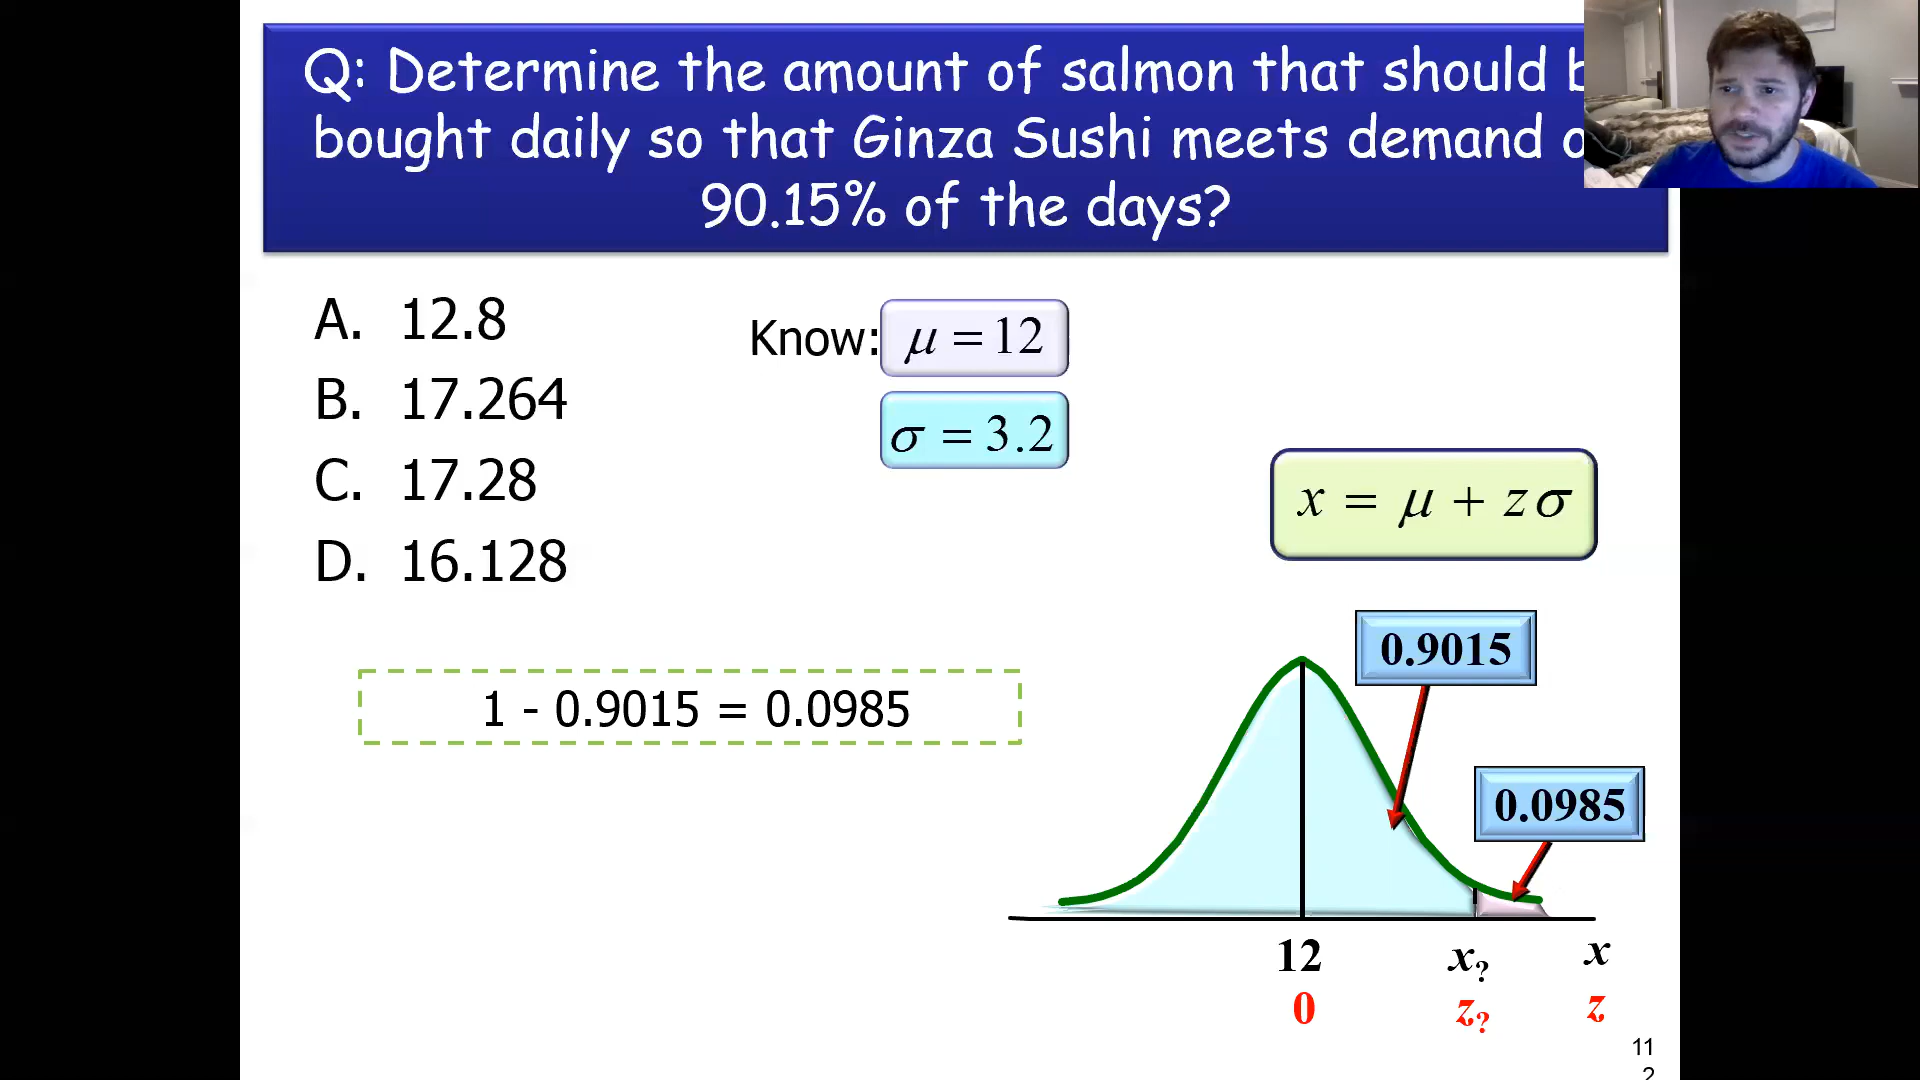 Q: Determine the amount of salmon that should
bought daily so that Ginza Sushi meets demand
90.15% of the days?
A. 12.8
B. 17.264
C. 17.28
D. 16.128
Know: μ = 12
σ = 3.2
x = μ + zσ
1 - 0.9015 = 0.0985
0.9015
0.0985
12 x? x
0 z? z
11
2